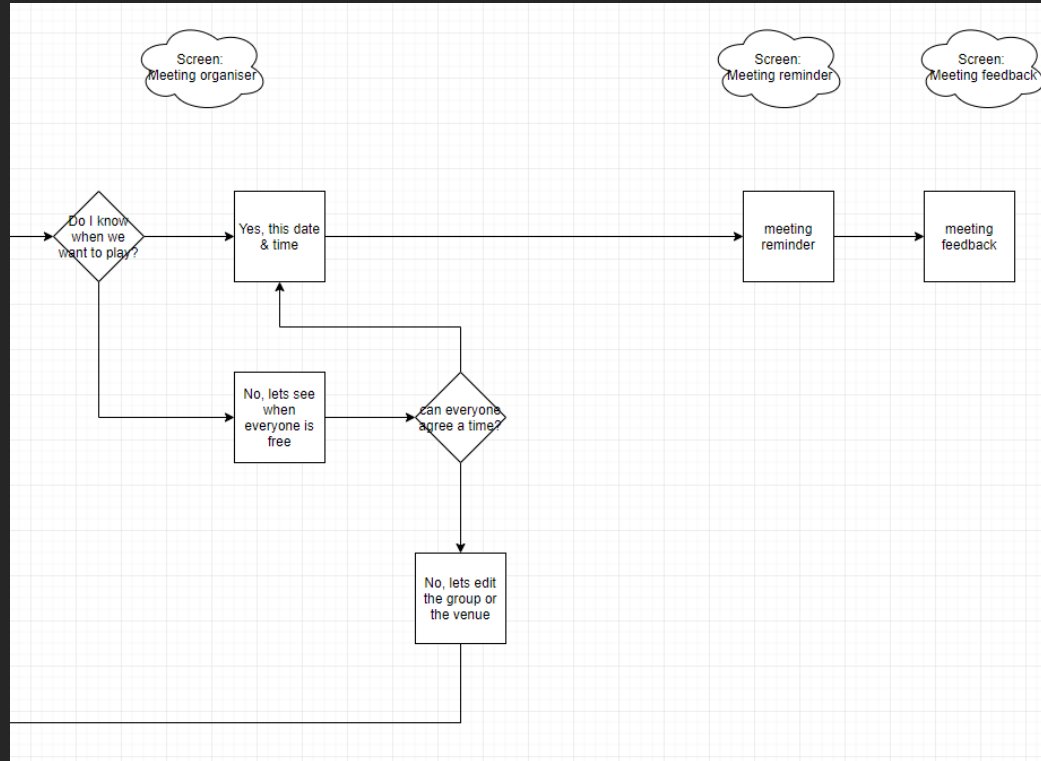 Screen:
Meeting organiser
Screen:
Meeting reminder
Screen:
Meeting feedback
Do I know
when we
want to play?
Yes, this date
& time
meeting
reminder
meeting
feedback
No, lets see
when
everyone is
free
can everyone
agree a time?
No, lets edit
the group or
the venue